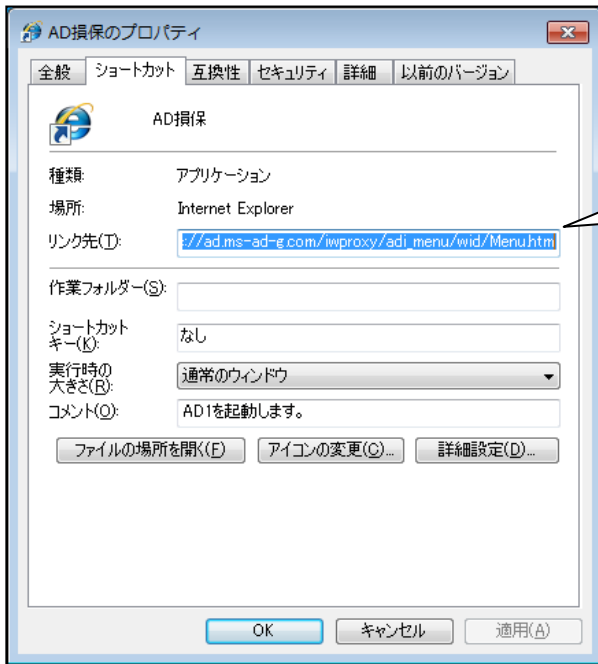 AD損保のプロパティ
全般 ショートカット 互換性 セキュリティ 詳細 以前のバージョン
AD損保
種類: アプリケーション
場所: Internet Explorer
リンク先(T): ://ad.ms-ad-g.com/iwproxy/adi_menu/wid/Menu.htm
作業フォルダー(S):
ショートカット
キー(K): なし
実行時の
大きさ(R): 通常のウィンドウ
コメント(O): AD1を起動します。
ファイルの場所を開く(F) アイコンの変更(C)... 詳細設定(D)...
OK キャンセル 適用(A)